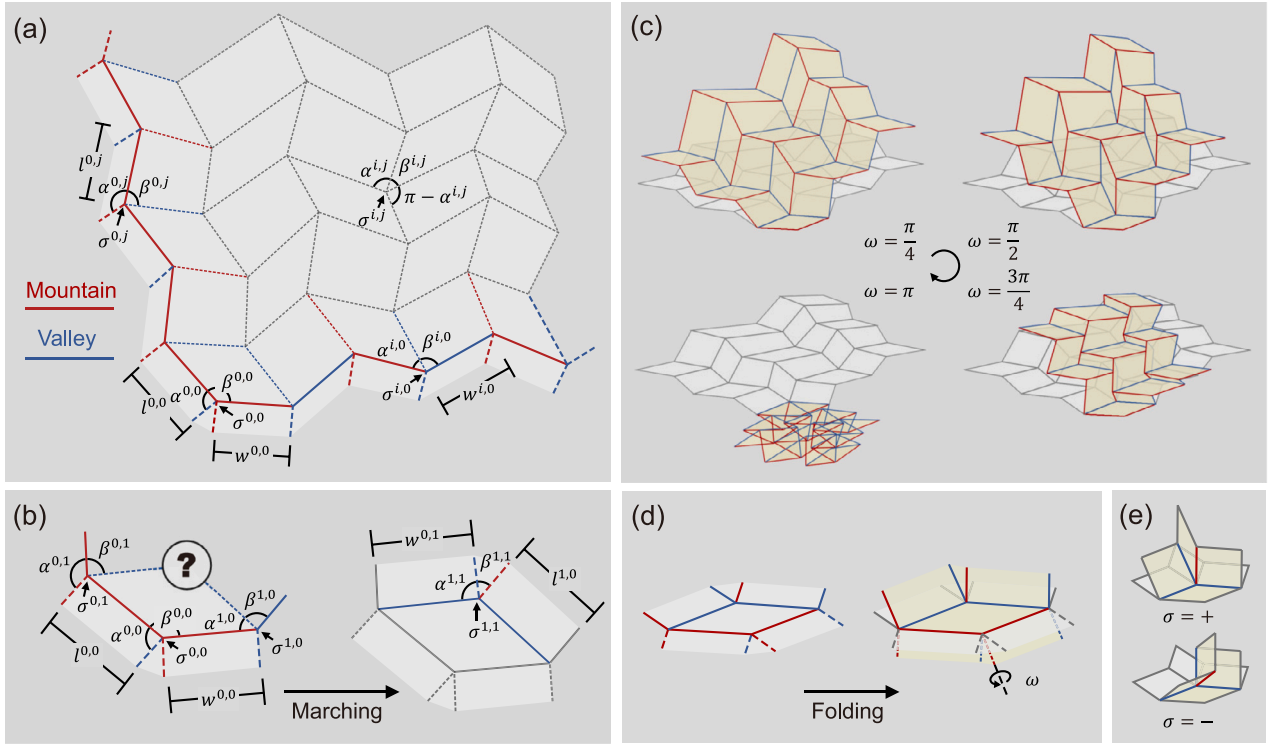 (a)
l^{0,j}
α^{0,j}
β^{0,j}
σ^{0,j}
α^{i,j}
β^{i,j}
π − α^{i,j}
σ^{i,j}
Mountain
Valley
l^{0,0}
α^{0,0}
β^{0,0}
σ^{0,0}
w^{0,0}
α^{i,0}
β^{i,0}
σ^{i,0}
w^{i,0}
(b)
α^{0,1}
β^{0,1}
?
σ^{0,1}
α^{0,0}
β^{0,0}
α^{1,0}
β^{1,0}
l^{0,0}
σ^{0,0}
σ^{1,0}
w^{0,0}
Marching
w^{0,1}
β^{1,1}
l^{1,0}
α^{1,1}
σ^{1,1}
(c)
ω = π/4
ω = π/2
ω = π
ω = 3π/4
(d)
ω
Folding
(e)
σ = +
σ = −